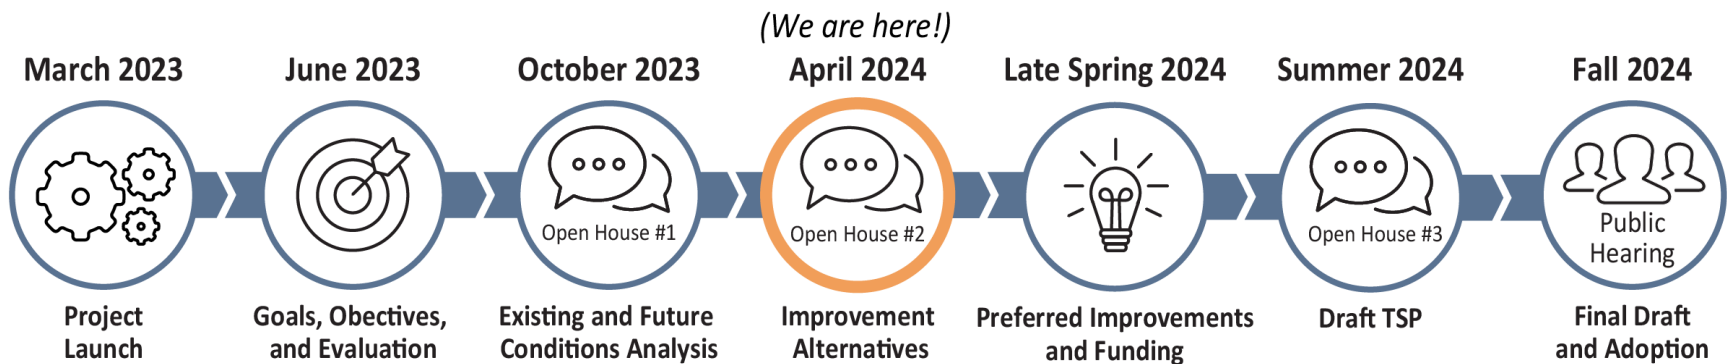 (We are here!)
March 2023
June 2023
October 2023
April 2024
Late Spring 2024
Summer 2024
Fall 2024
Open House #1
Open House #2
Open House #3
Public
Hearing
Project
Launch
Goals, Obectives,
and Evaluation
Existing and Future
Conditions Analysis
Improvement
Alternatives
Preferred Improvements
and Funding
Draft TSP
Final Draft
and Adoption